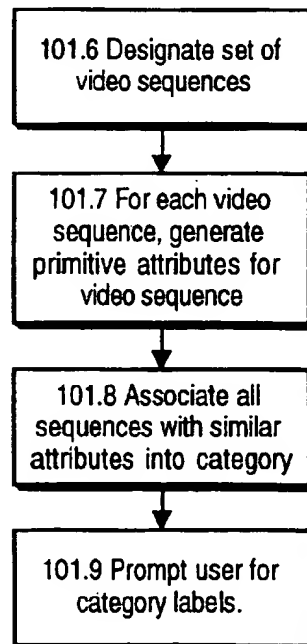 101.6 Designate set of
video sequences
101.7 For each video
sequence, generate
primitive attributes for
video sequence
101.8 Associate all
sequences with similar
attributes into category
101.9 Prompt user for
category labels.